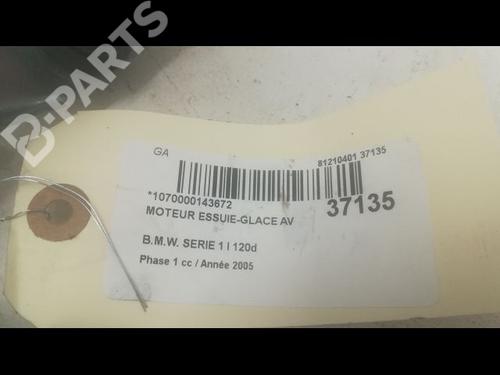 B-PARTS
GA
81210401 37135
*1070000143672
37135
MOTEUR ESSUIE-GLACE AV
B.M.W. SERIE 1 I 120d
Phase 1 cc / Année 2005